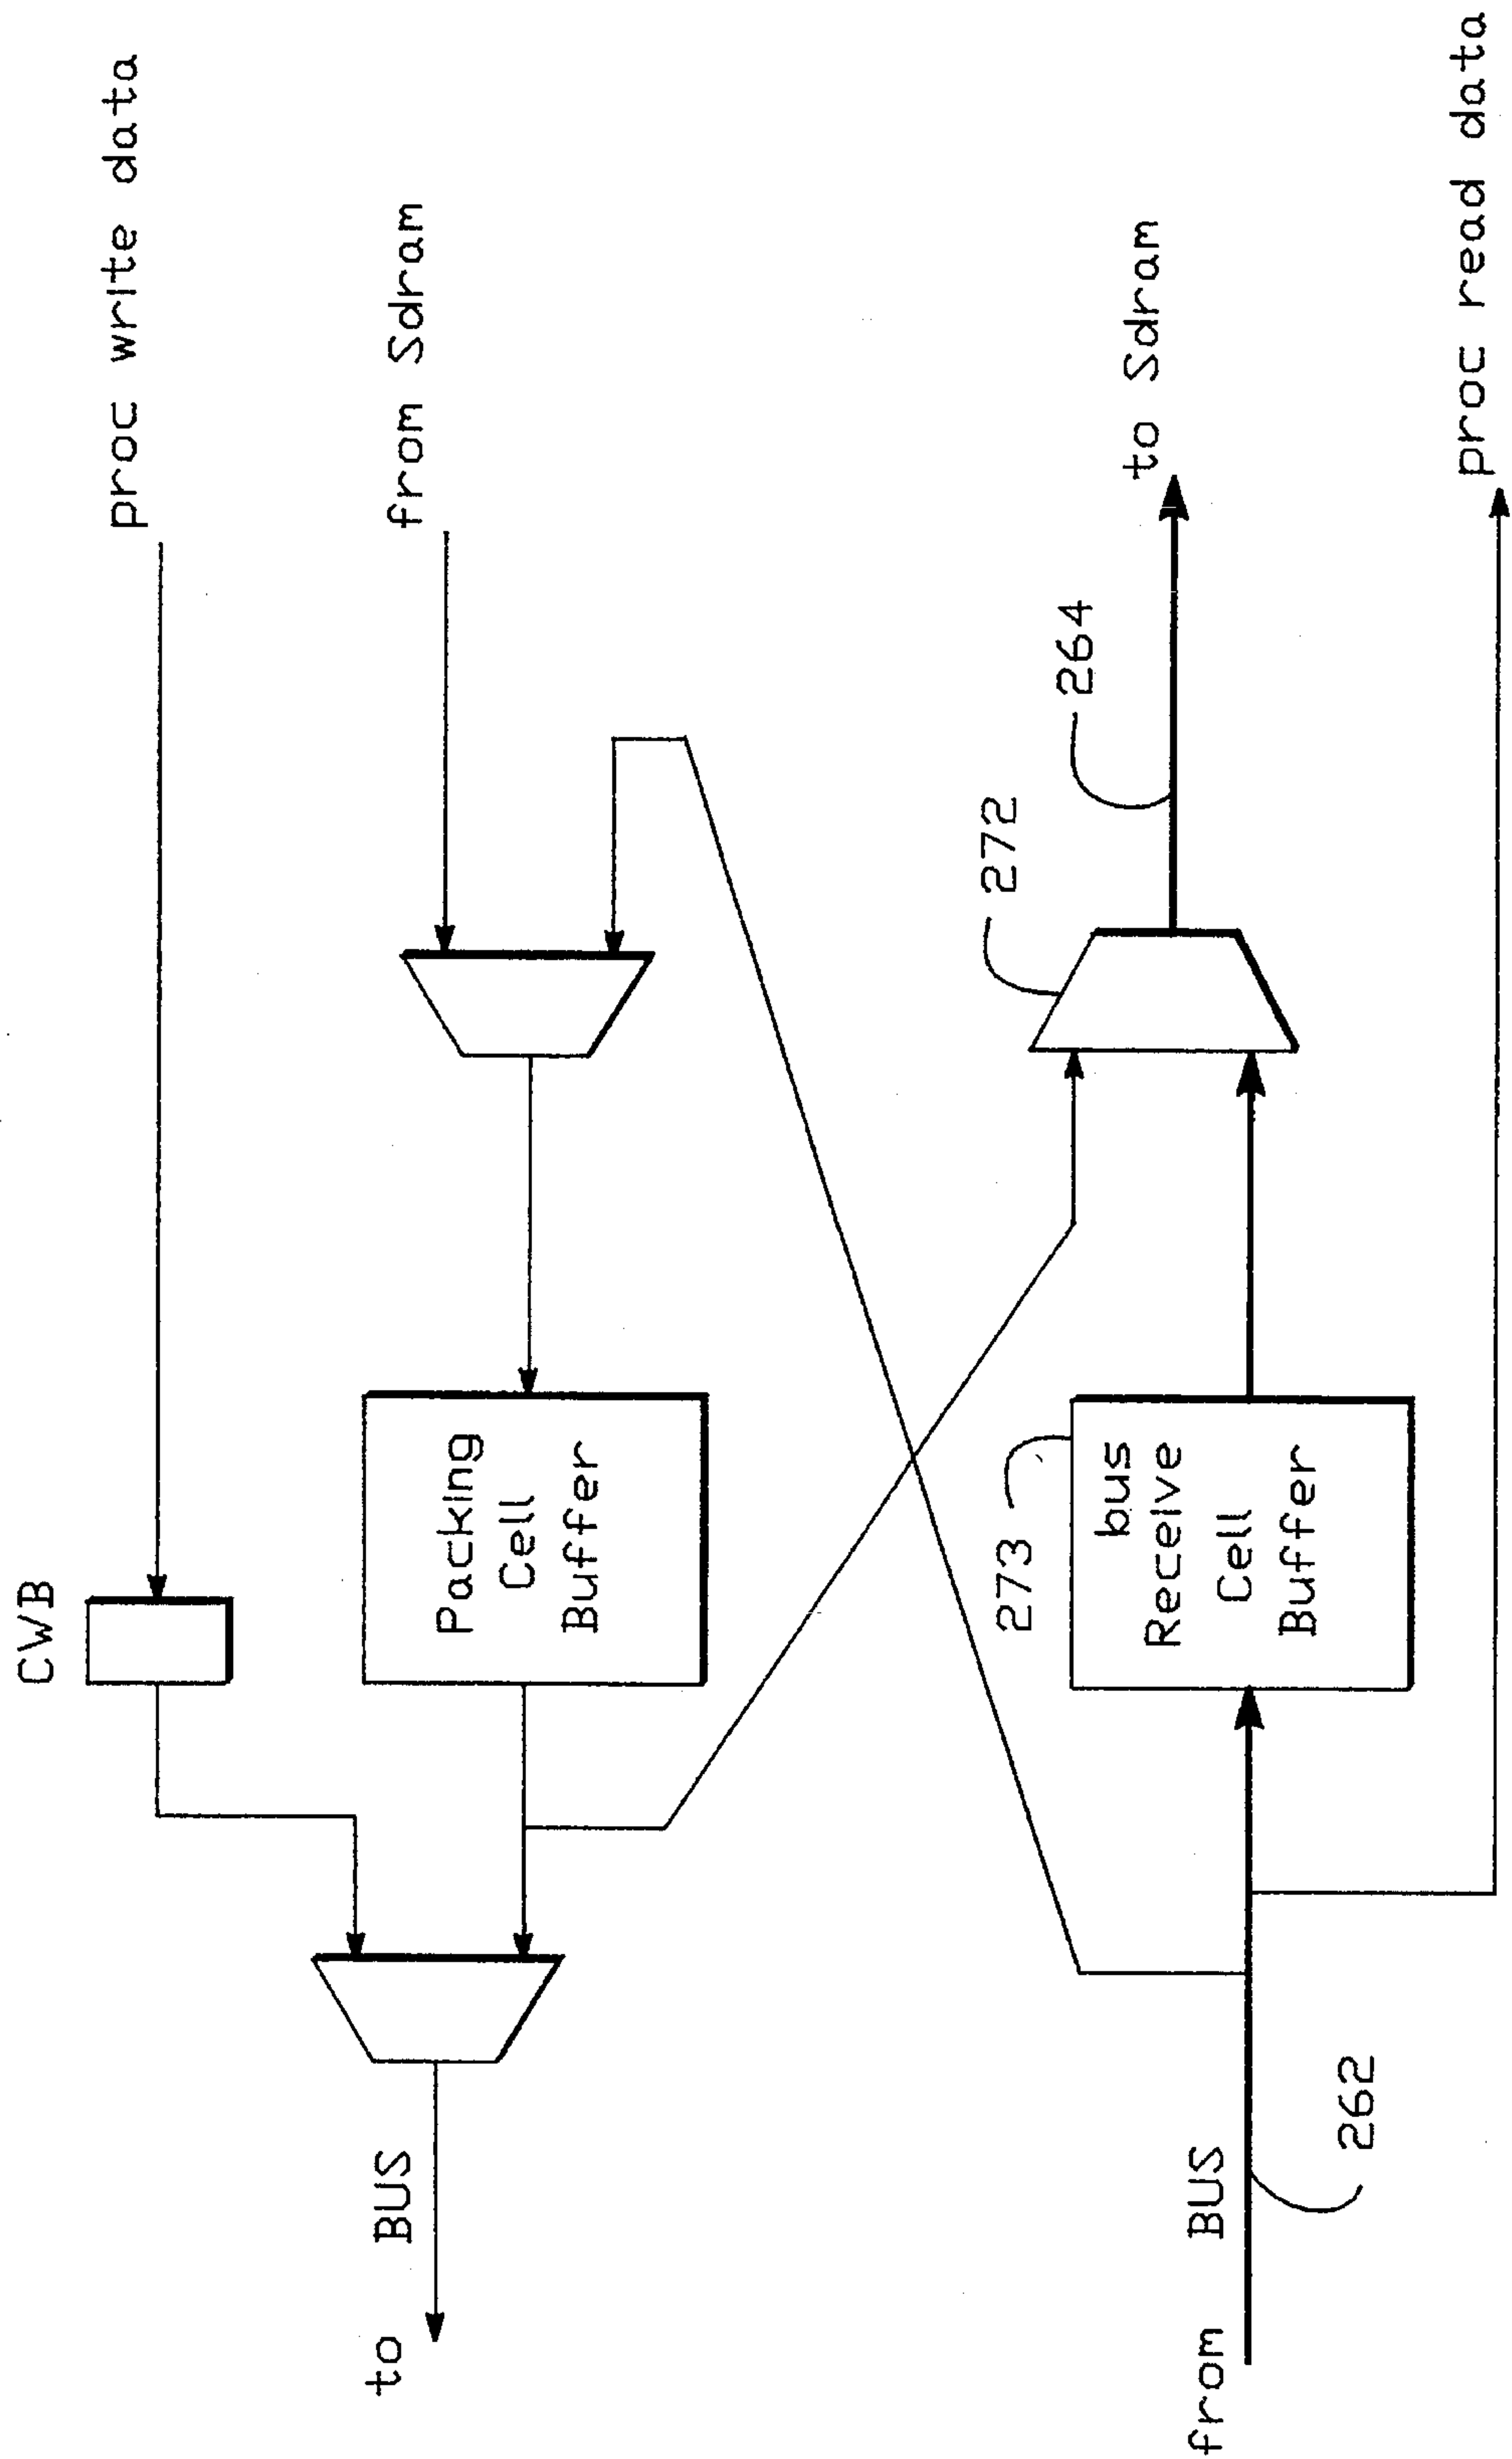 CWB
proc write data
to BUS
Packing
Cell
Buffer
from Sdram
273
272
264
to Sdram
from BUS
bus
Receive
Cell
Buffer
262
proc read data